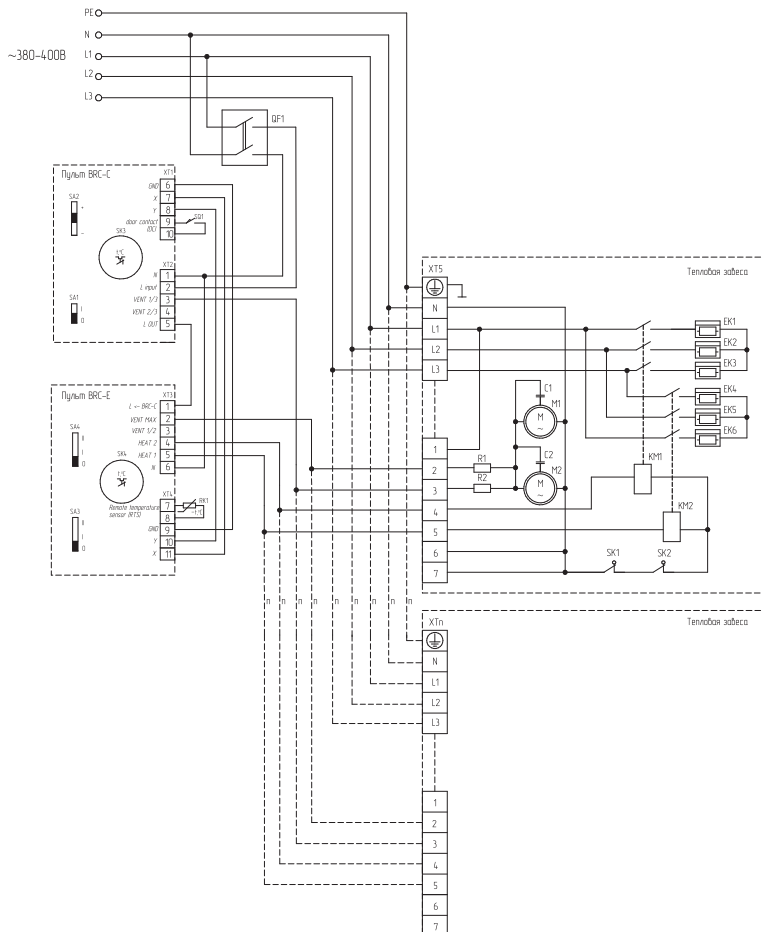 PE
N
~380-400В
L1
L2
L3
QF1
Пульт BRC-C
XT1
SA2
+
-
GND
6
X
7
Y
8
door contact
(DC)
9
10
SQ1
SK3
t°C
XT2
N
1
L input
2
VENT 1/3
3
VENT 2/3
4
L OUT
5
SA1
I
0
Пульт BRC-E
XT3
L <- BRC-C
1
VENT MAX
2
VENT 1/2
3
HEAT 2
4
HEAT 1
5
N
6
SA4
II
I
0
SK4
t°C
XT4
Remote temperature
sensor (RTS)
7
8
RK1
-t°C
GND
9
Y
10
X
11
SA3
II
I
0
XT5
Тепловая завеса
N
L1
L2
L3
EK1
EK2
EK3
EK4
EK5
EK6
C1
M1
M
~
C2
M2
M
~
R1
R2
KM1
KM2
SK1
SK2
1
2
3
4
5
6
7
n
n
n
n
n
n
n
n
XTn
Тепловая завеса
N
L1
L2
L3
1
2
3
4
5
6
7